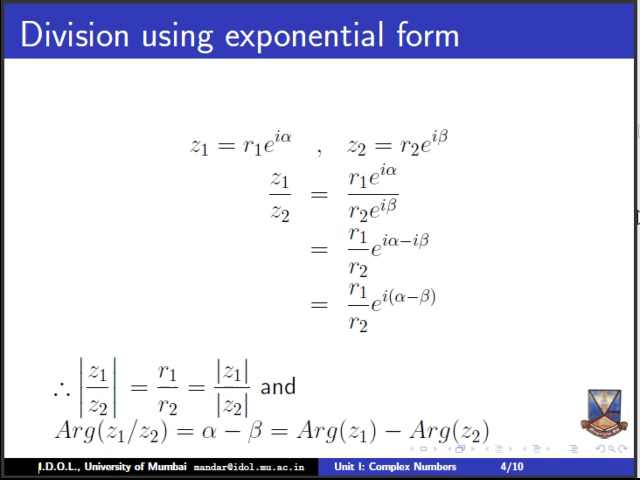 Division using exponential form
z₁ = r₁e^{iα} , z₂ = r₂e^{iβ}
z₁/z₂ = r₁e^{iα}/r₂e^{iβ}
= r₁/r₂ e^{iα−iβ}
= r₁/r₂ e^{i(α−β)}
∴ |z₁/z₂| = r₁/r₂ = |z₁|/|z₂| and
Arg(z₁/z₂) = α − β = Arg(z₁) − Arg(z₂)
I.D.O.L., University of Mumbai mandar@idol.mu.ac.in Unit I: Complex Numbers 4/10